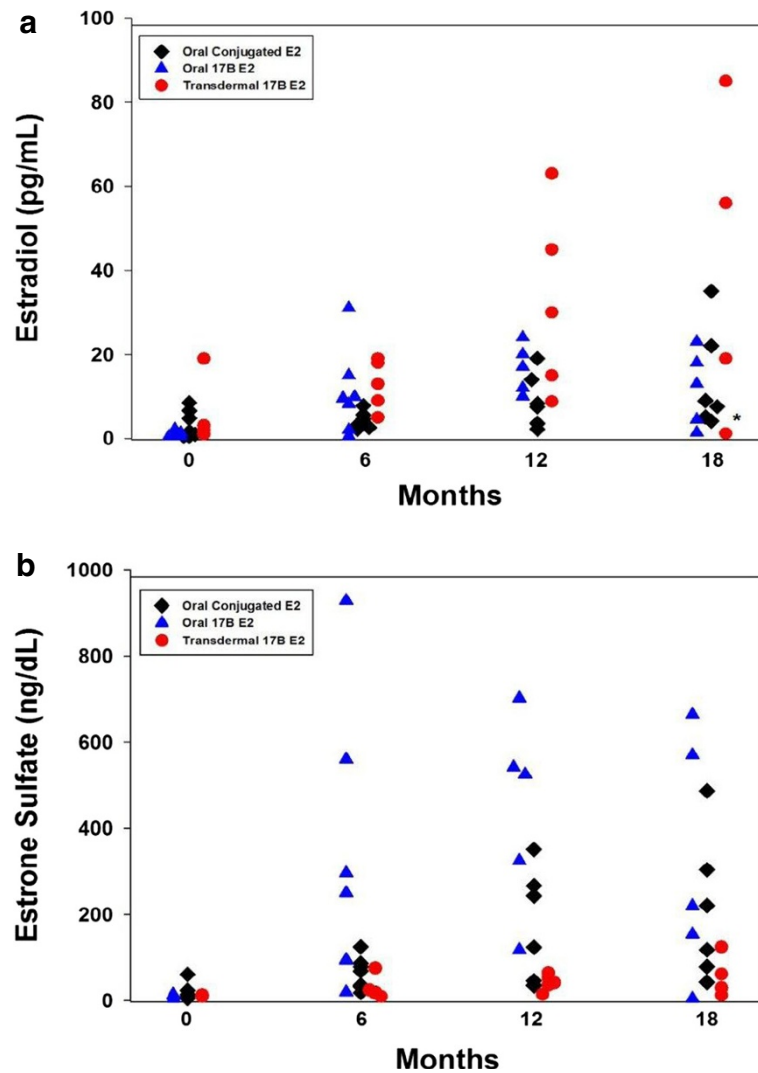 a
100
80
60
40
20
0
Estradiol (pg/mL)
Oral Conjugated E2
Oral 17B E2
Transdermal 17B E2
*
0 6 12 18
Months
b
1000
800
600
400
200
0
Estrone Sulfate (ng/dL)
Oral Conjugated E2
Oral 17B E2
Transdermal 17B E2
0 6 12 18
Months